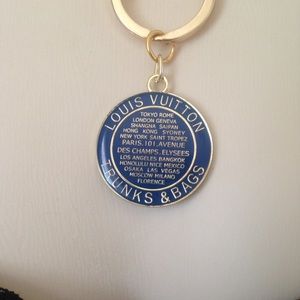 LOUIS VUITTON
TOKYO ROME
LONDON GENEVA
SHANGNA SAIPAN
HONG KONG SYDNEY
NEW YORK SAINT TROPEZ
PARIS.101,AVENUE
DES CHAMPS.ELYSEES
LOS ANGELES BANGKOK
HONOLULU NICE MEXICO
OSAKA LAS VEGAS
MOSCOW MILANO
FLORENCE
TRUNKS & BAGS